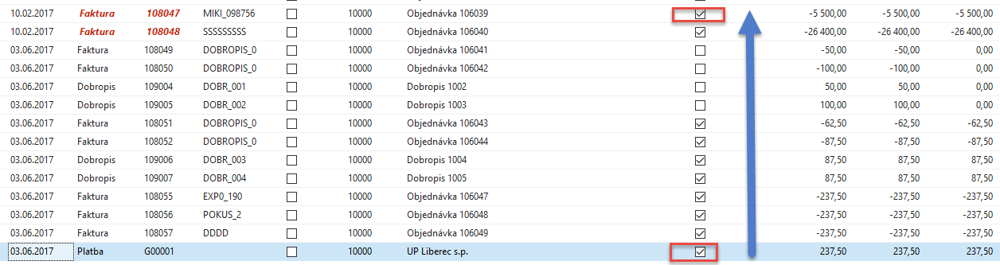 10.02.2017 Faktura 108047 MIKI_098756 10000 Objednávka 106039 -5 500,00 -5 500,00 -5 500,00
10.02.2017 Faktura 108048 SSSSSSSSS 10000 Objednávka 106040 -26 400,00 -26 400,00 -26 400,00
03.06.2017 Faktura 108049 DOBROPIS_0 10000 Objednávka 106041 -50,00 -50,00 0,00
03.06.2017 Faktura 108050 DOBROPIS_0 10000 Objednávka 106042 -100,00 -100,00 0,00
03.06.2017 Dobropis 109004 DOBR_001 10000 Dobropis 1002 50,00 50,00 0,00
03.06.2017 Dobropis 109005 DOBR_002 10000 Dobropis 1003 100,00 100,00 0,00
03.06.2017 Faktura 108051 DOBROPIS_0 10000 Objednávka 106043 -62,50 -62,50 -62,50
03.06.2017 Faktura 108052 DOBROPIS_0 10000 Objednávka 106044 -87,50 -87,50 -87,50
03.06.2017 Dobropis 109006 DOBR_003 10000 Dobropis 1004 87,50 87,50 87,50
03.06.2017 Dobropis 109007 DOBR_004 10000 Dobropis 1005 87,50 87,50 87,50
03.06.2017 Faktura 108055 EXP0_190 10000 Objednávka 106047 -237,50 -237,50 -237,50
03.06.2017 Faktura 108056 POKUS_2 10000 Objednávka 106048 -237,50 -237,50 -237,50
03.06.2017 Faktura 108057 DDDD 10000 Objednávka 106049 -237,50 -237,50 -237,50
03.06.2017 Platba G00001 10000 UP Liberec s.p. 237,50 237,50 237,50